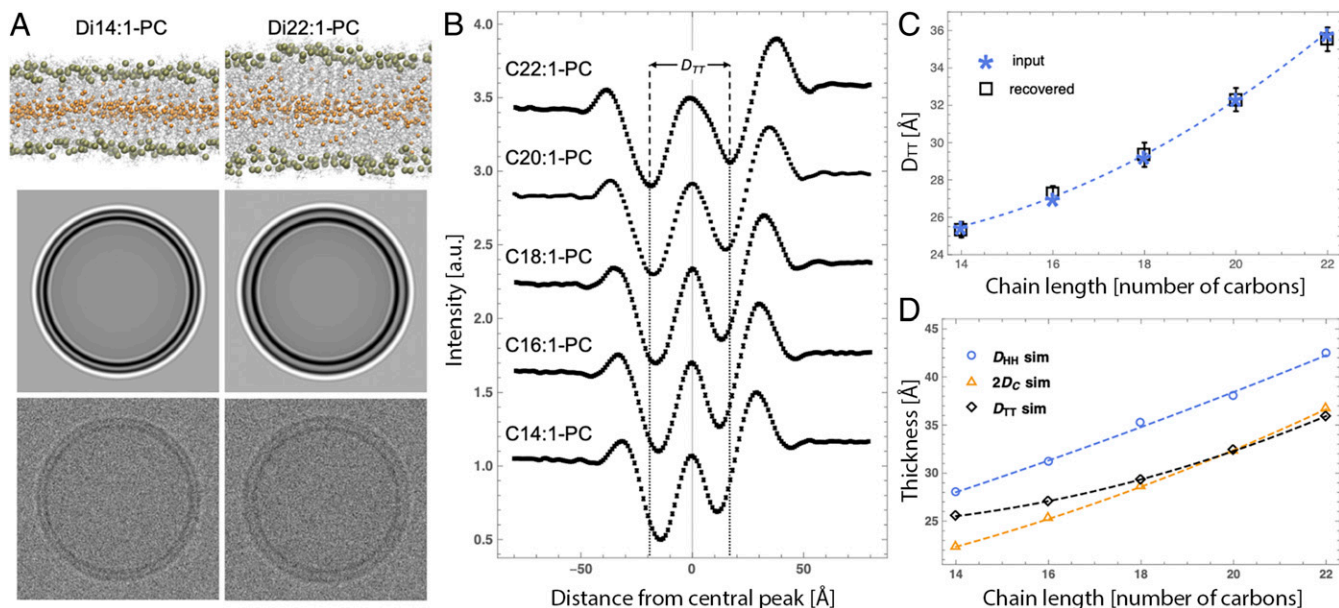 A
Di14:1-PC
Di22:1-PC
B
4.0
3.5
3.0
2.5
2.0
1.5
1.0
0.5
Intensity [a.u.]
C22:1-PC
C20:1-PC
C18:1-PC
C16:1-PC
C14:1-PC
D_TT
−50
0
50
Distance from central peak [Å]
C
36
34
32
30
28
26
24
D_TT [Å]
input
recovered
14
16
18
20
22
Chain length [number of carbons]
D
45
40
35
30
25
Thickness [Å]
D_HH sim
2D_C sim
D_TT sim
14
16
18
20
22
Chain length [number of carbons]